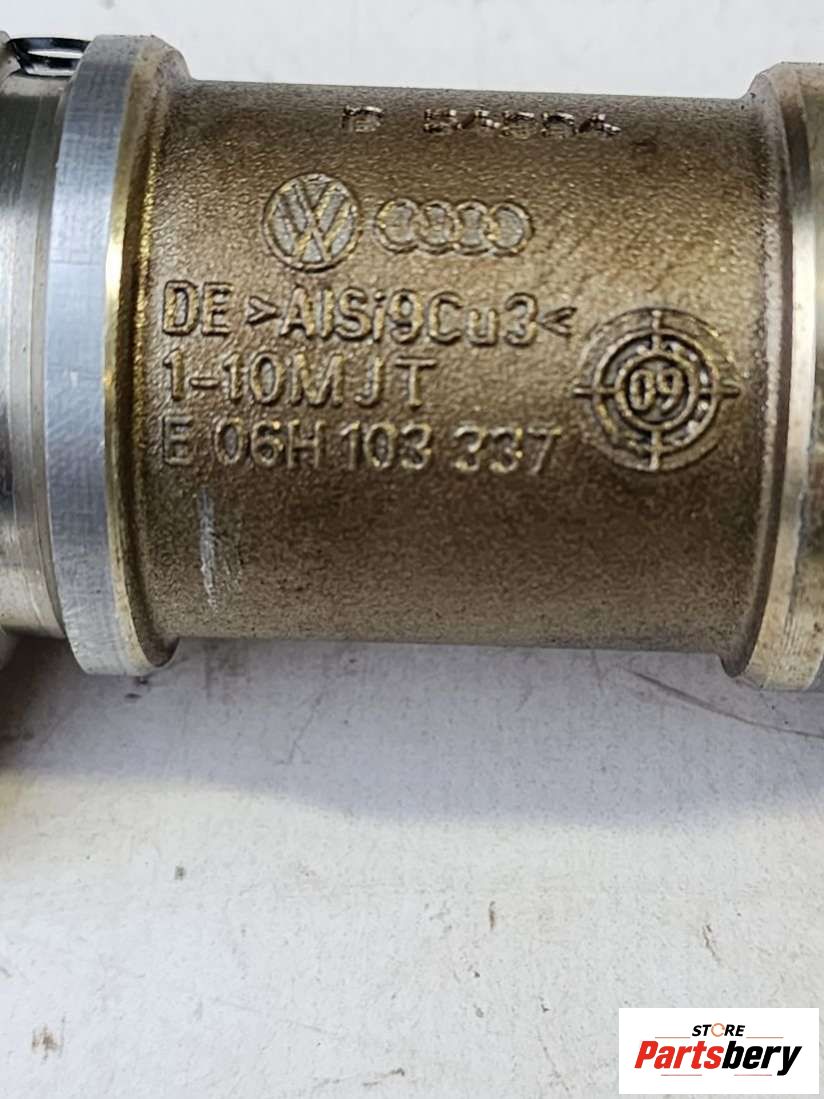 DE >AlSi9Cu3<
1-10MJT
E 06H 103 337
09
STORE
Partsbery